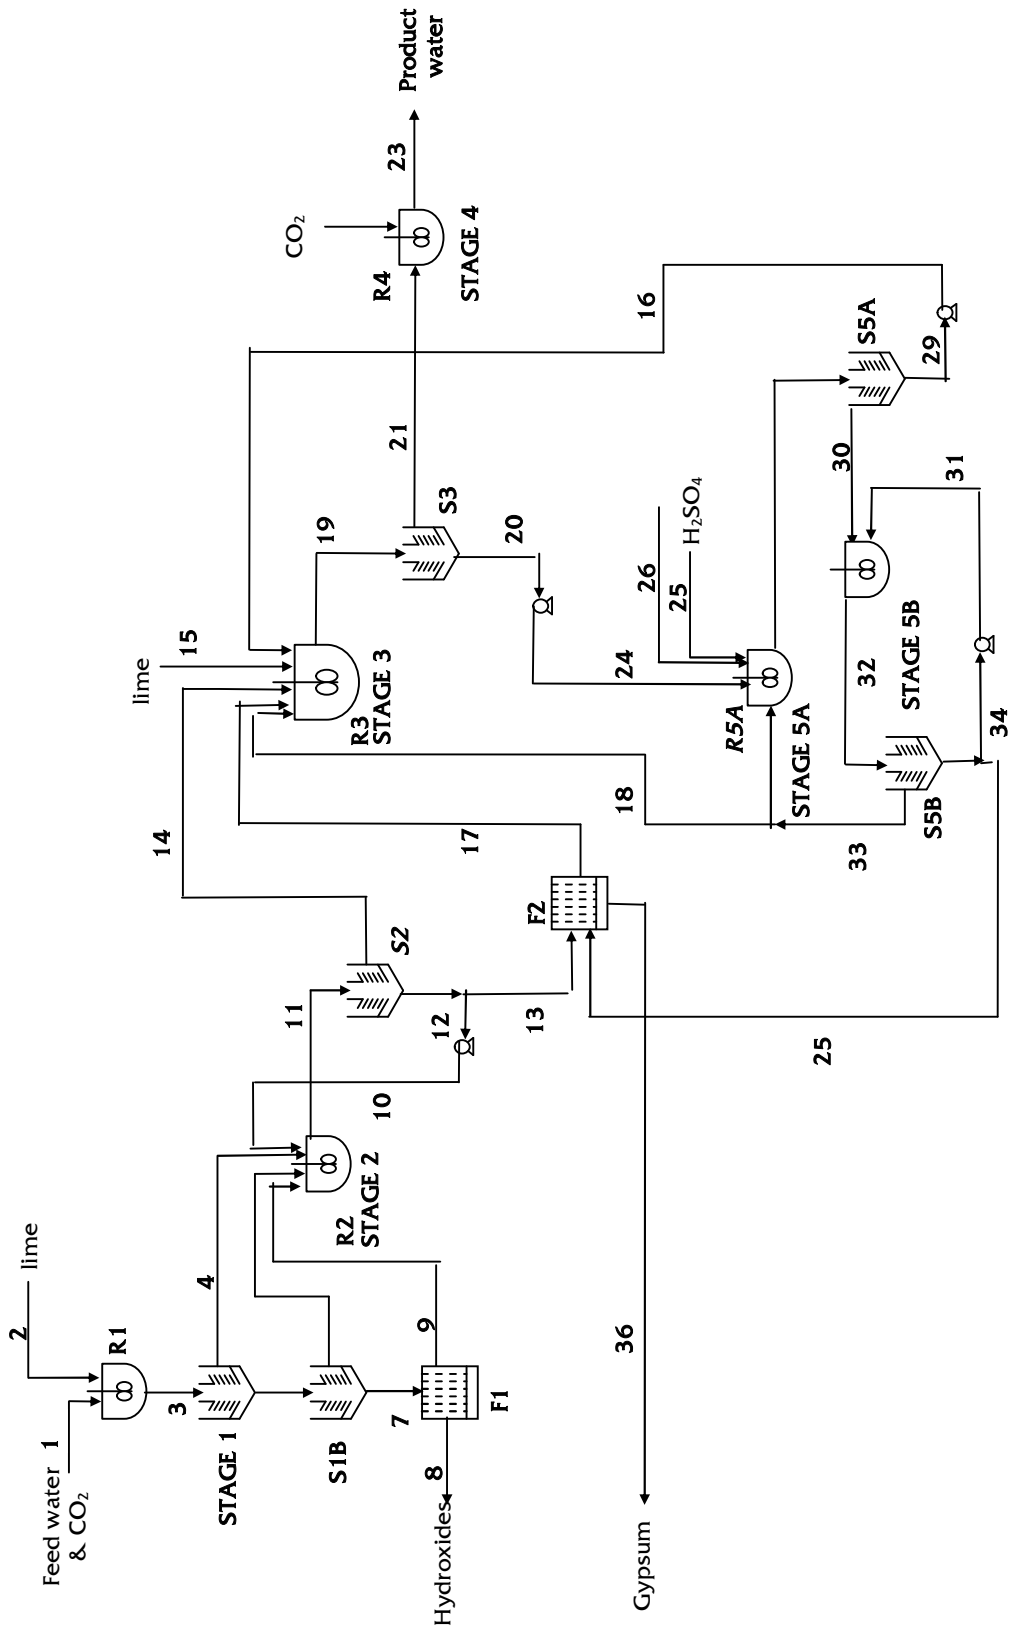 Feed water
& CO₂
1
2
lime
R1
3
STAGE 1
4
S1B
7
F1
8
Hydroxides
9
R2
STAGE 2
10
11
S2
12
13
14
lime
15
R3
STAGE 3
16
17
18
19
S3
20
21
CO₂
R4
STAGE 4
23
Product
water
F2
36
Gypsum
24
26
25
H₂SO₄
R5A
STAGE 5A
S5A
29
30
31
STAGE 5B
32
S5B
33
34
25